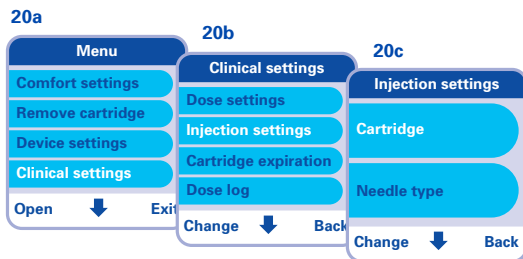 20a
Menu
Comfort settings
Remove cartridge
Device settings
Clinical settings
Open Exit
20b
Clinical settings
Dose settings
Injection settings
Cartridge expiration
Dose log
Change Back
20c
Injection settings
Cartridge
Needle type
Change Back